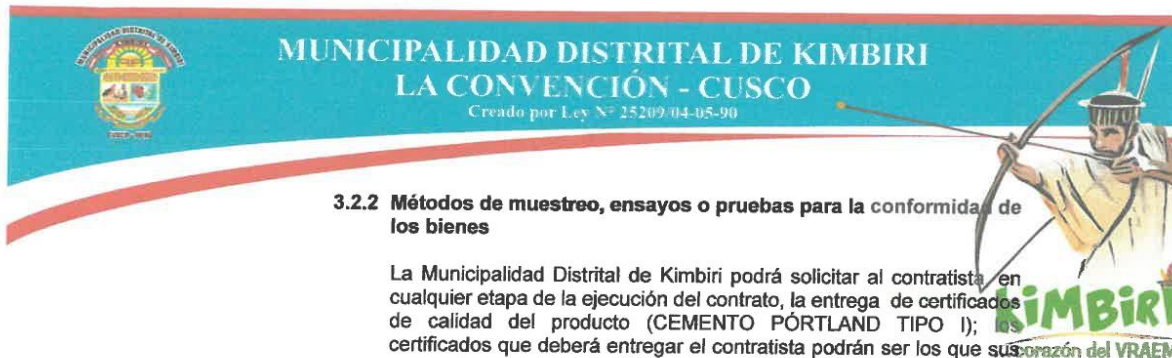 MUNICIPALIDAD DISTRITAL DE KIMBIRI
LA CONVENCIÓN - CUSCO
Creado por Ley Nº 25209/04-05-90
3.2.2 Métodos de muestreo, ensayos o pruebas para la conformidad de
los bienes
La Municipalidad Distrital de Kimbiri podrá solicitar al contratista en
cualquier etapa de la ejecución del contrato, la entrega de certificados
de calidad del producto (CEMENTO PÓRTLAND TIPO I); los
certificados que deberá entregar el contratista podrán ser los que sus
KiMBiRi
corazón del VRAEM